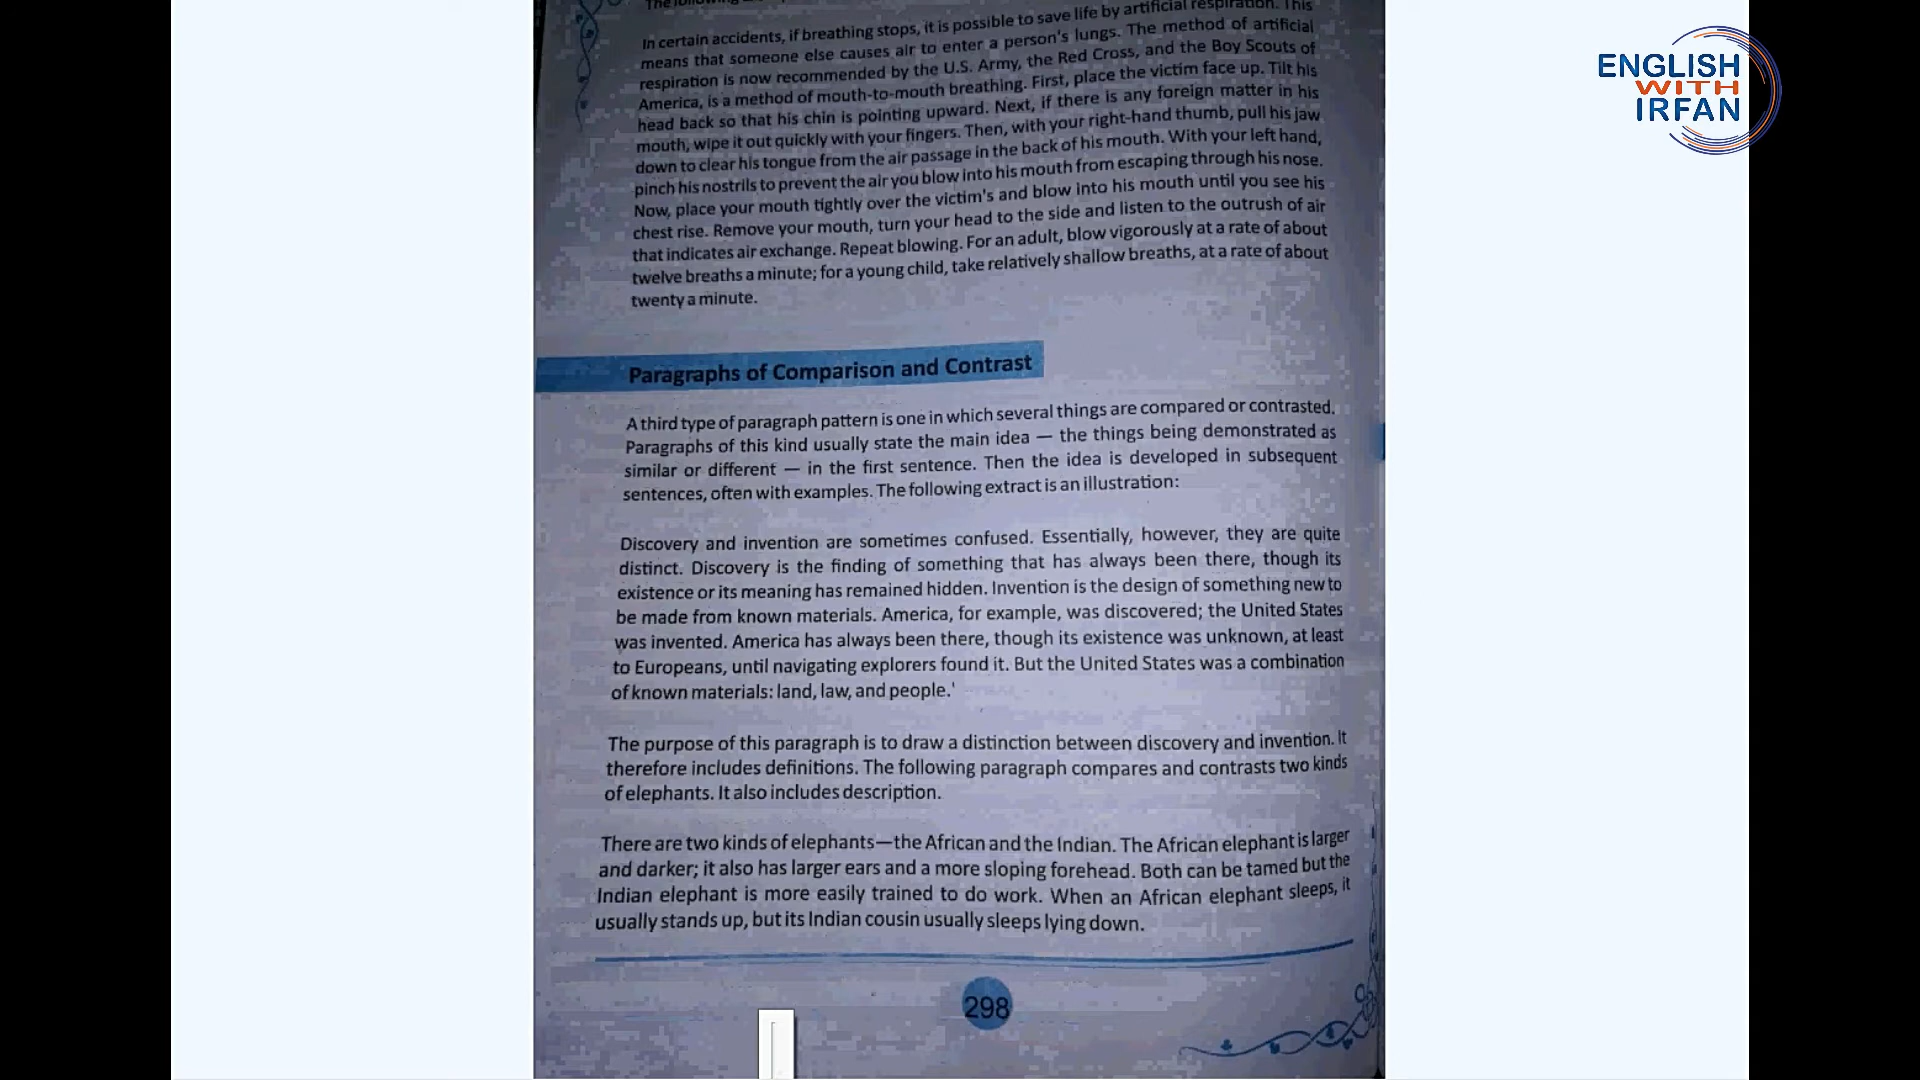 The following
In certain accidents, if breathing stops, it is possible to save life by artificial respiration. This
means that someone else causes air to enter a person's lungs. The method of artificial
respiration is now recommended by the U.S. Army, the Red Cross, and the Boy Scouts of
America, is a method of mouth-to-mouth breathing. First, place the victim face up. Tilt his
head back so that his chin is pointing upward. Next, if there is any foreign matter in his
mouth, wipe it out quickly with your fingers. Then, with your right-hand thumb, pull his jaw
down to clear his tongue from the air passage in the back of his mouth. With your left hand,
pinch his nostrils to prevent the air you blow into his mouth from escaping through his nose.
Now, place your mouth tightly over the victim's and blow into his mouth until you see his
chest rise. Remove your mouth, turn your head to the side and listen to the outrush of air
that indicates air exchange. Repeat blowing. For an adult, blow vigorously at a rate of about
twelve breaths a minute; for a young child, take relatively shallow breaths, at a rate of about
twenty a minute.
Paragraphs of Comparison and Contrast
A third type of paragraph pattern is one in which several things are compared or contrasted.
Paragraphs of this kind usually state the main idea — the things being demonstrated as
similar or different — in the first sentence. Then the idea is developed in subsequent
sentences, often with examples. The following extract is an illustration:
Discovery and invention are sometimes confused. Essentially, however, they are quite
distinct. Discovery is the finding of something that has always been there, though its
existence or its meaning has remained hidden. Invention is the design of something new to
be made from known materials. America, for example, was discovered; the United States
was invented. America has always been there, though its existence was unknown, at least
to Europeans, until navigating explorers found it. But the United States was a combination
of known materials: land, law, and people.'
The purpose of this paragraph is to draw a distinction between discovery and invention. It
therefore includes definitions. The following paragraph compares and contrasts two kinds
of elephants. It also includes description.
There are two kinds of elephants—the African and the Indian. The African elephant is larger
and darker; it also has larger ears and a more sloping forehead. Both can be tamed but the
Indian elephant is more easily trained to do work. When an African elephant sleeps, it
usually stands up, but its Indian cousin usually sleeps lying down.
298
ENGLISH
WITH
IRFAN